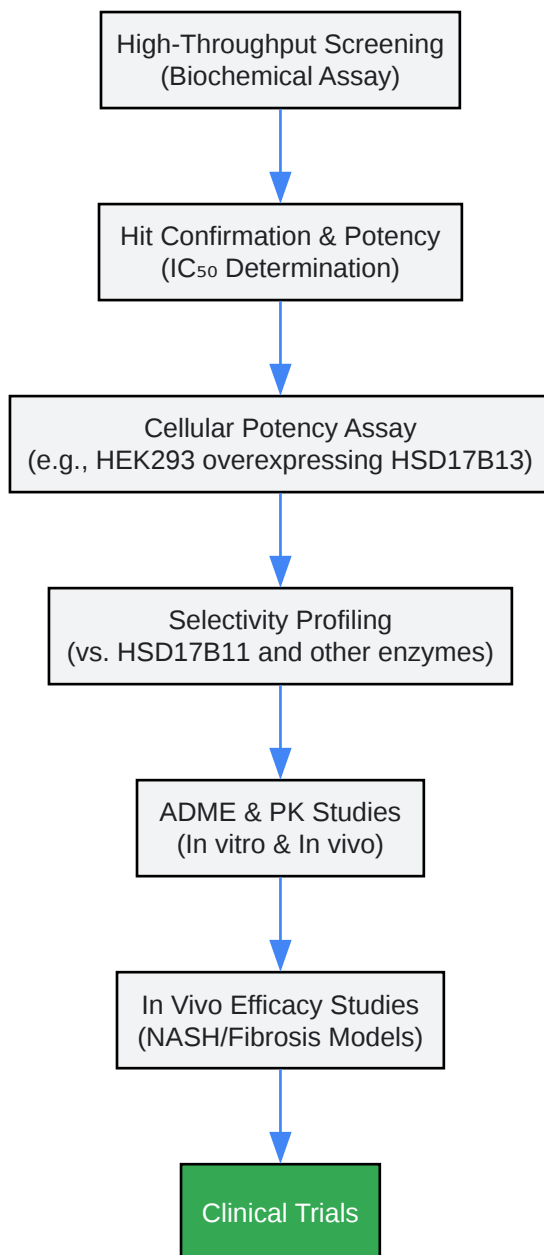 High-Throughput Screening
(Biochemical Assay)
Hit Confirmation & Potency
(IC₅₀ Determination)
Cellular Potency Assay
(e.g., HEK293 overexpressing HSD17B13)
Selectivity Profiling
(vs. HSD17B11 and other enzymes)
ADME & PK Studies
(In vitro & In vivo)
In Vivo Efficacy Studies
(NASH/Fibrosis Models)
Clinical Trials